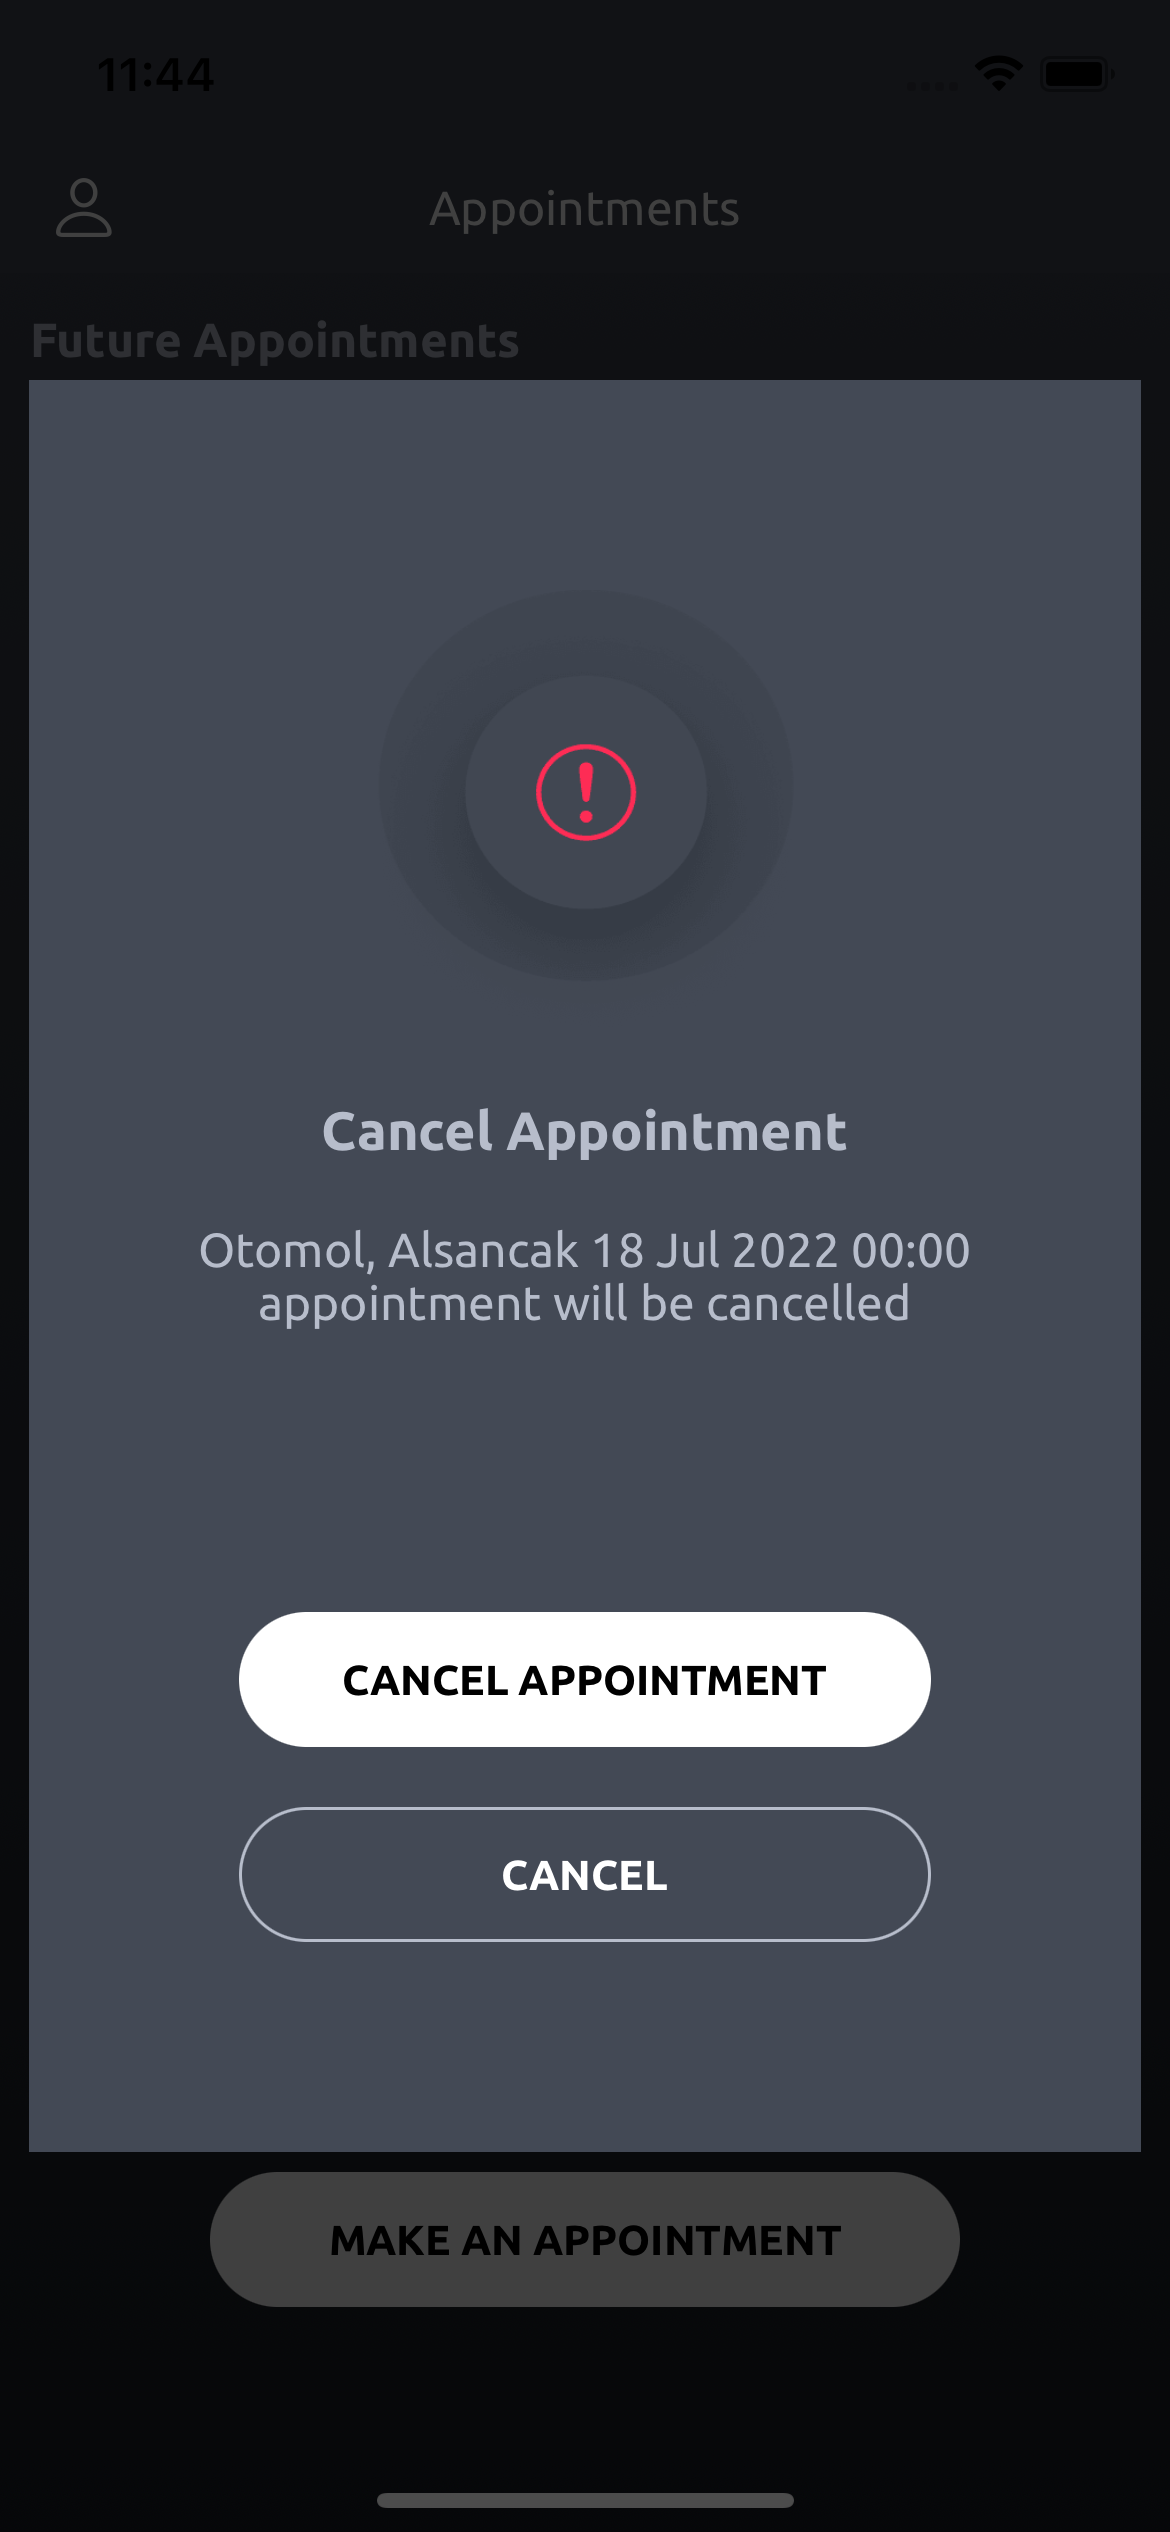 11:44
Appointments
Future Appointments
Cancel Appointment
Otomol, Alsancak 18 Jul 2022 00:00
appointment will be cancelled
CANCEL APPOINTMENT
CANCEL
MAKE AN APPOINTMENT